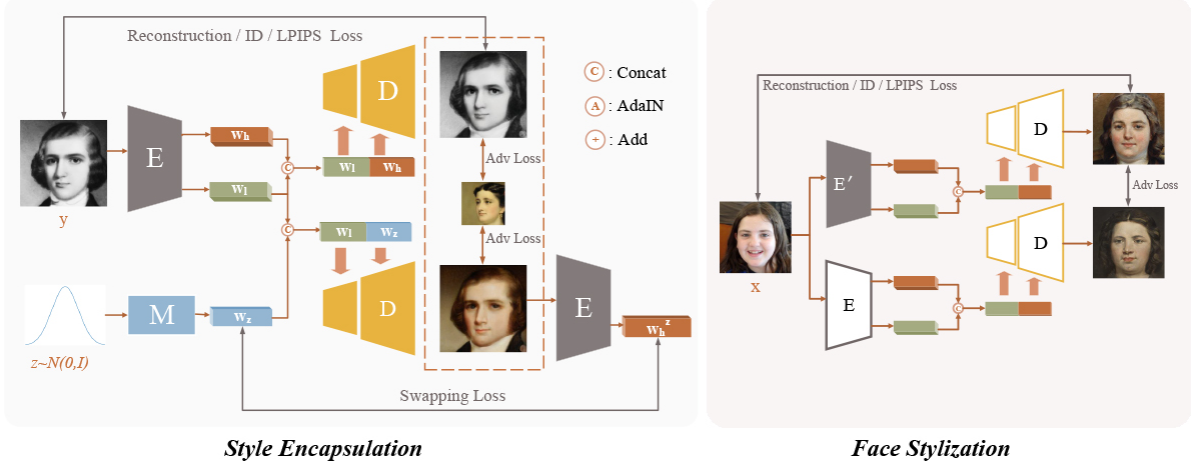 Reconstruction / ID / LPIPS Loss
C : Concat
A : AdaIN
+ : Add
D
E
Wh
Wl
C
Wl Wh
Adv Loss
y
C
Wl Wz
Adv Loss
D
E
M
Wz
Wh^z
z~N(0,I)
Swapping Loss
Style Encapsulation
Reconstruction / ID / LPIPS Loss
D
E′
C
Adv Loss
x
D
E
C
Face Stylization